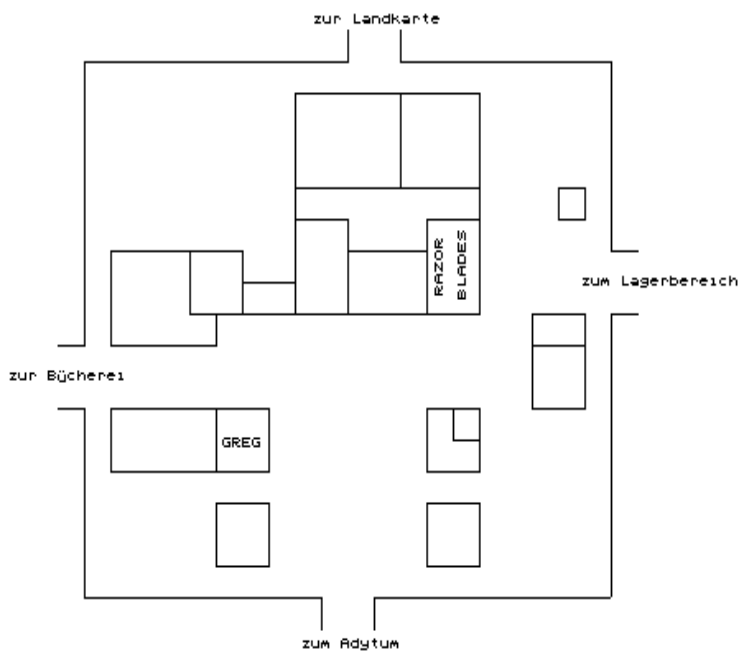 zur Landkarte
RAZOR
BLADES
zum Lagerbereich
zur Bücherei
GREG
zum Adytum